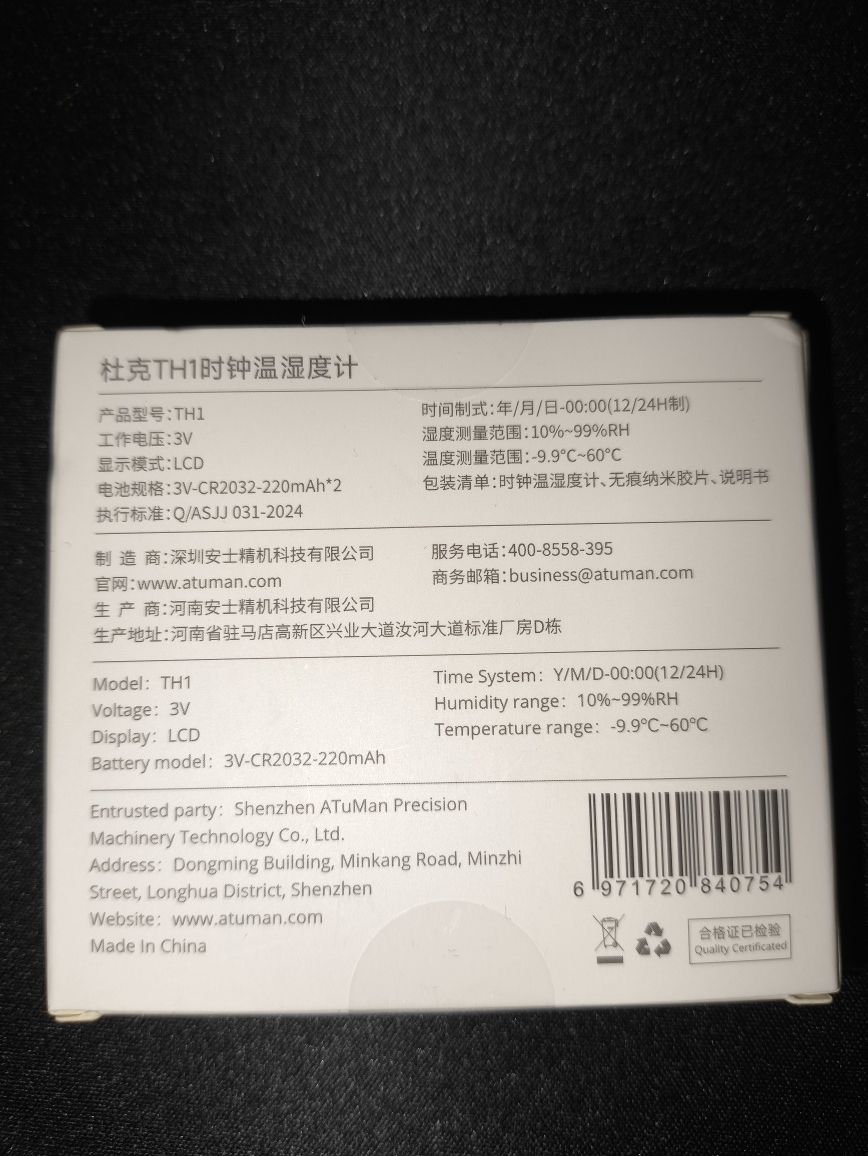 杜克TH1时钟温湿度计
产品型号:TH1
工作电压:3V
显示模式:LCD
电池规格:3V-CR2032-220mAh*2
执行标准:Q/ASJJ 031-2024
时间制式:年/月/日-00:00(12/24H制)
湿度测量范围:10%~99%RH
温度测量范围:-9.9℃~60℃
包装清单:时钟温湿度计、无痕纳米胶片、说明书
制 造 商:深圳安士精机科技有限公司
官网:www.atuman.com
生 产 商:河南安士精机科技有限公司
生产地址:河南省驻马店高新区兴业大道汝河大道标准厂房D栋
服务电话:400-8558-395
商务邮箱:business@atuman.com
Model: TH1
Voltage: 3V
Display: LCD
Battery model: 3V-CR2032-220mAh
Time System: Y/M/D-00:00(12/24H)
Humidity range: 10%~99%RH
Temperature range: -9.9℃~60℃
Entrusted party: Shenzhen ATuMan Precision
Machinery Technology Co., Ltd.
Address: Dongming Building, Minkang Road, Minzhi
Street, Longhua District, Shenzhen
Website: www.atuman.com
Made In China
6 971720 840754
合格证已检验
Quality Certificated